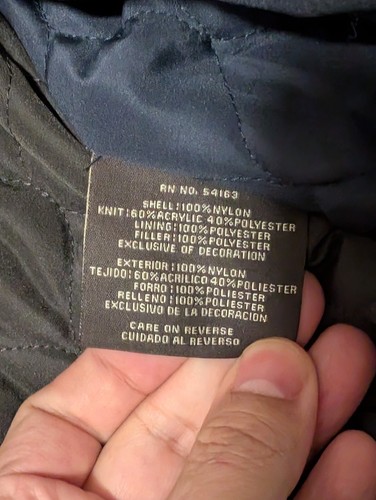 RN NO. 54163
SHELL:100%NYLON
KNIT:60%ACRYLIC 40%POLYESTER
LINING:100%POLYESTER
FILLER:100%POLYESTER
EXCLUSIVE OF DECORATION
EXTERIOR:100%NYLON
TEJIDO:60%ACRILICO 40%POLIESTER
FORRO:100%POLIESTER
RELLENO:100%POLIESTER
EXCLUSIVO DE LA DECORACION
CARE ON REVERSE
CUIDADO AL REVERSO